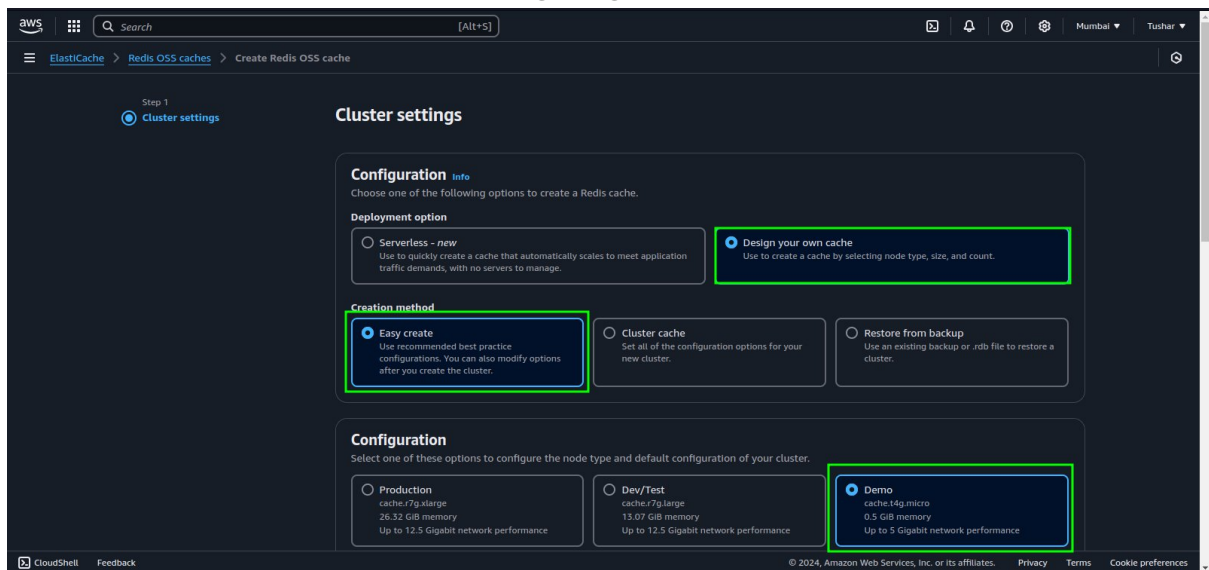 aws
Search
[Alt+S]
Mumbai ▼
Tushar ▼
ElastiCache > Redis OSS caches > Create Redis OSS cache
Step 1
Cluster settings
Cluster settings
Configuration Info
Choose one of the following options to create a Redis cache.
Deployment option
Serverless - new
Use to quickly create a cache that automatically scales to meet application
traffic demands, with no servers to manage.
Design your own cache
Use to create a cache by selecting node type, size, and count.
Creation method
Easy create
Use recommended best practice
configurations. You can also modify options
after you create the cluster.
Cluster cache
Set all of the configuration options for your
new cluster.
Restore from backup
Use an existing backup or .rdb file to restore a
cluster.
Configuration
Select one of these options to configure the node type and default configuration of your cluster.
Production
cache.r7g.xlarge
26.32 GiB memory
Up to 12.5 Gigabit network performance
Dev/Test
cache.r7g.large
13.07 GiB memory
Up to 12.5 Gigabit network performance
Demo
cache.t4g.micro
0.5 GiB memory
Up to 5 Gigabit network performance
CloudShell
Feedback
© 2024, Amazon Web Services, Inc. or its affiliates.
Privacy
Terms
Cookie preferences